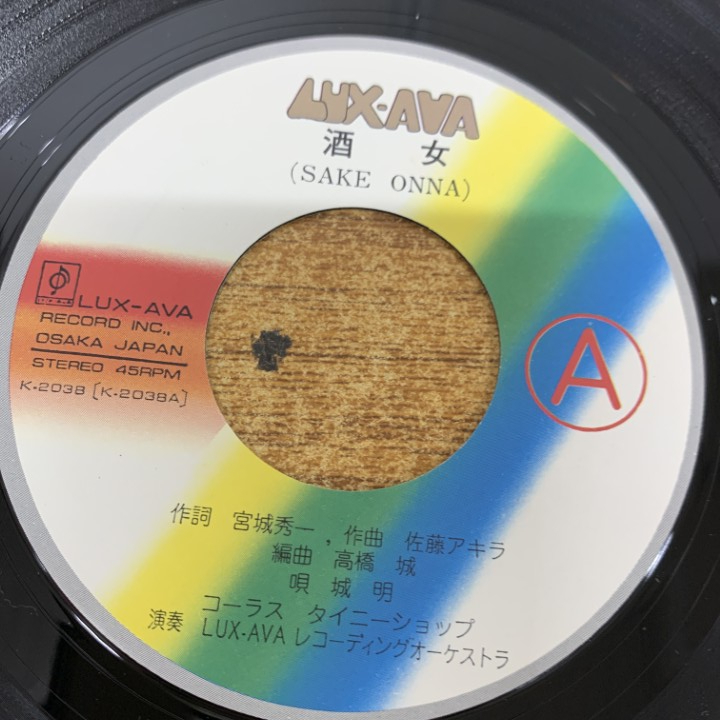 LUX-AVA
酒 女
(SAKE ONNA)
LUX-AVA
RECORD INC.,
OSAKA JAPAN
STEREO 45RPM
K-2038 [K-2038A]
A
作詞 宮城秀一, 作曲 佐藤アキラ
編曲 高橋 城
唄 城 明
コーラス タイニーショップ
演奏 LUX・AVA レコーディングオーケストラ